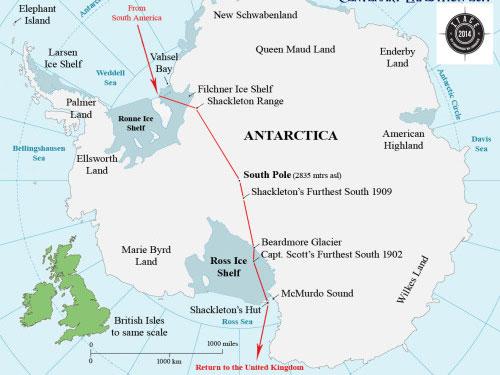 From
South America
Elephant
Island
New Schwabenland
ITACE
2014
Queen Maud Land
Enderby
Land
Larsen
Ice Shelf
Weddell
Sea
Vahsel
Bay
Filchner Ice Shelf
Shackleton Range
Antarctic Circle
Palmer
Land
Ronne Ice
Shelf
ANTARCTICA
American
Highland
Davis
Sea
Bellingshausen
Sea
Ellsworth
Land
South Pole (2835 mtrs asl)
Shackleton's Furthest South 1909
Marie Byrd
Land
Ross Ice
Shelf
Beardmore Glacier
Capt. Scott's Furthest South 1902
Wilkes Land
McMurdo Sound
Shackleton's Hut
Ross Sea
British Isles
to same scale
0
1000 miles
0
1000 km
Return to the United Kingdom